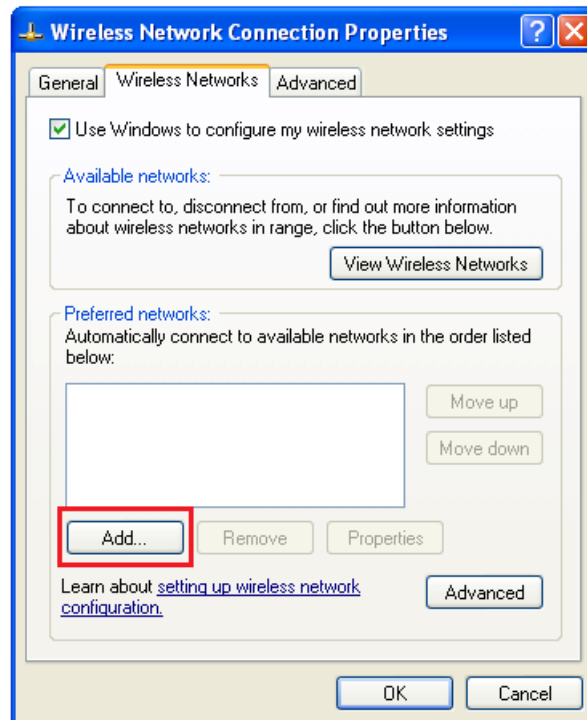 Wireless Network Connection Properties
General
Wireless Networks
Advanced
Use Windows to configure my wireless network settings
Available networks:
To connect to, disconnect from, or find out more information
about wireless networks in range, click the button below.
View Wireless Networks
Preferred networks:
Automatically connect to available networks in the order listed
below:
Move up
Move down
Add...
Remove
Properties
Learn about setting up wireless network
configuration.
Advanced
OK
Cancel